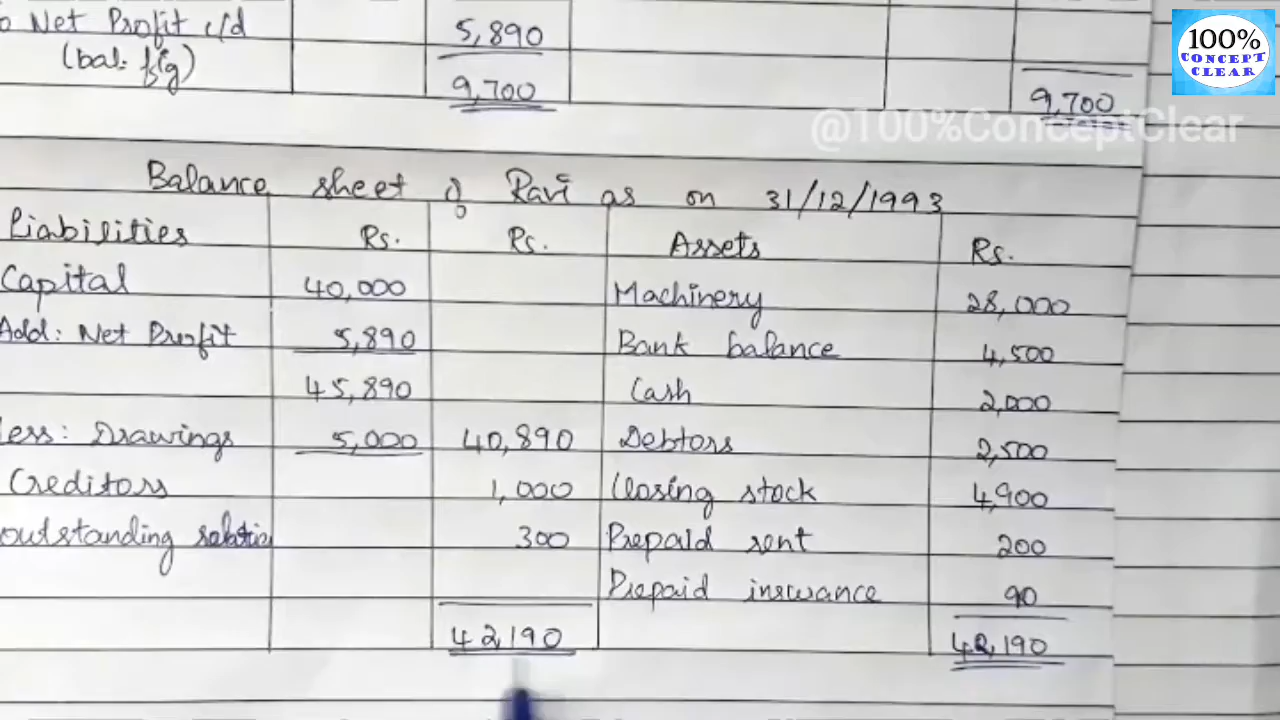 Net Profit c/d 5,890
(bal. fig) 9,700 9,700
100%
CONCEPT
CLEAR
@100%ConceptClear
Balance sheet of Ravi as on 31/12/1993
Liabilities Rs. Rs. Assets Rs.
Capital 40,000 Machinery 28,000
Add: Net Profit 5,890 Bank balance 4,500
45,890 Cash 2,000
Less: Drawings 5,000 40,890 Debtors 2,500
Creditors 1,000 Closing stock 4,900
outstanding 300 Prepaid rent 200
Prepaid insurance 90
42,190 42,190